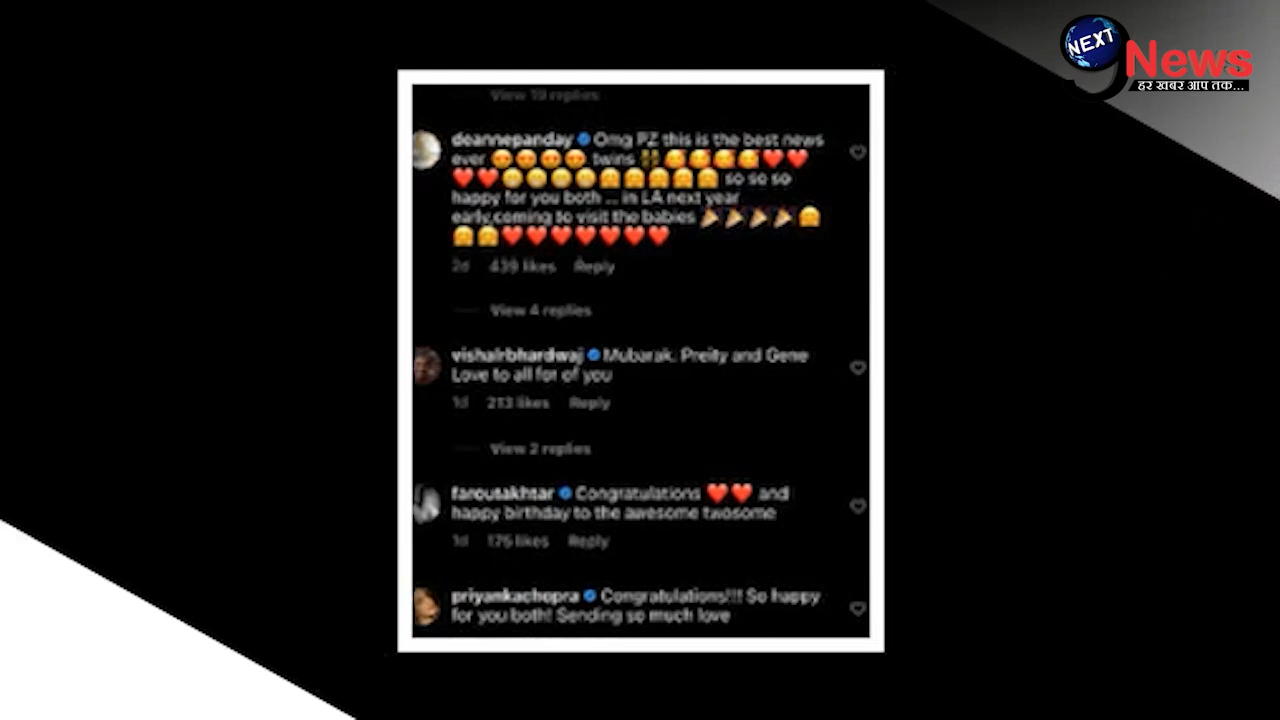 NEXT
9 News
हर खबर आप तक...
View 19 replies
deannepanday Omg PZ this is the best news
ever 😍😍😍😍 twins 👯 🥰🥰🥰🥰❤️❤️
❤️❤️😁😁😁😁🤗🤗🤗🤗🤗 so so so
happy for you both ... in LA next year
early,coming to visit the babies 🎉🎉🎉🎉🤗
🤗🤗❤️❤️❤️❤️❤️❤️❤️
2d 439 likes Reply
View 4 replies
vishalrbhardwaj Mubarak. Preity and Gene
Love to all for of you
1d 213 likes Reply
View 2 replies
faroutakhtar Congratulations ❤️❤️ and
happy birthday to the awesome twosome
1d 175 likes Reply
priyankachopra Congratulations!!! So happy
for you both! Sending so much love